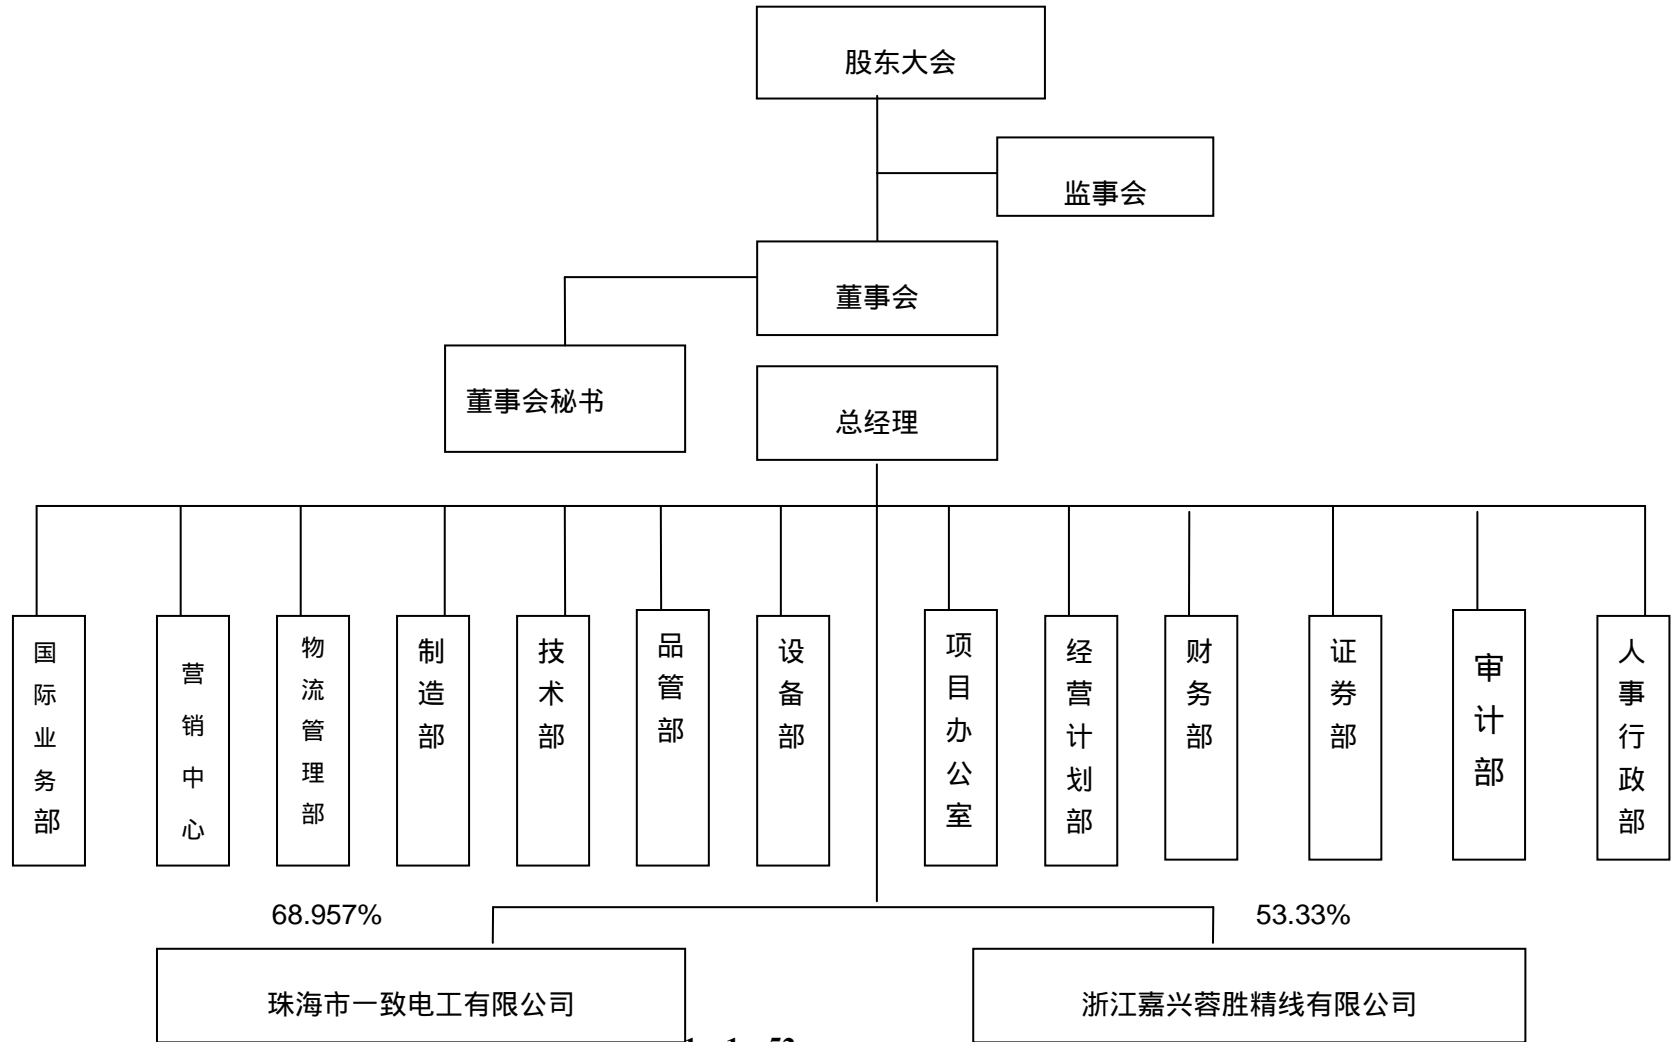 股东大会
监事会
董事会
董事会秘书
总经理
国际业务部
营销中心
物流管理部
制造部
技术部
品管部
设备部
项目办公室
经营计划部
财务部
证券部
审计部
人事行政部
68.957%
53.33%
珠海市一致电工有限公司
浙江嘉兴蓉胜精线有限公司